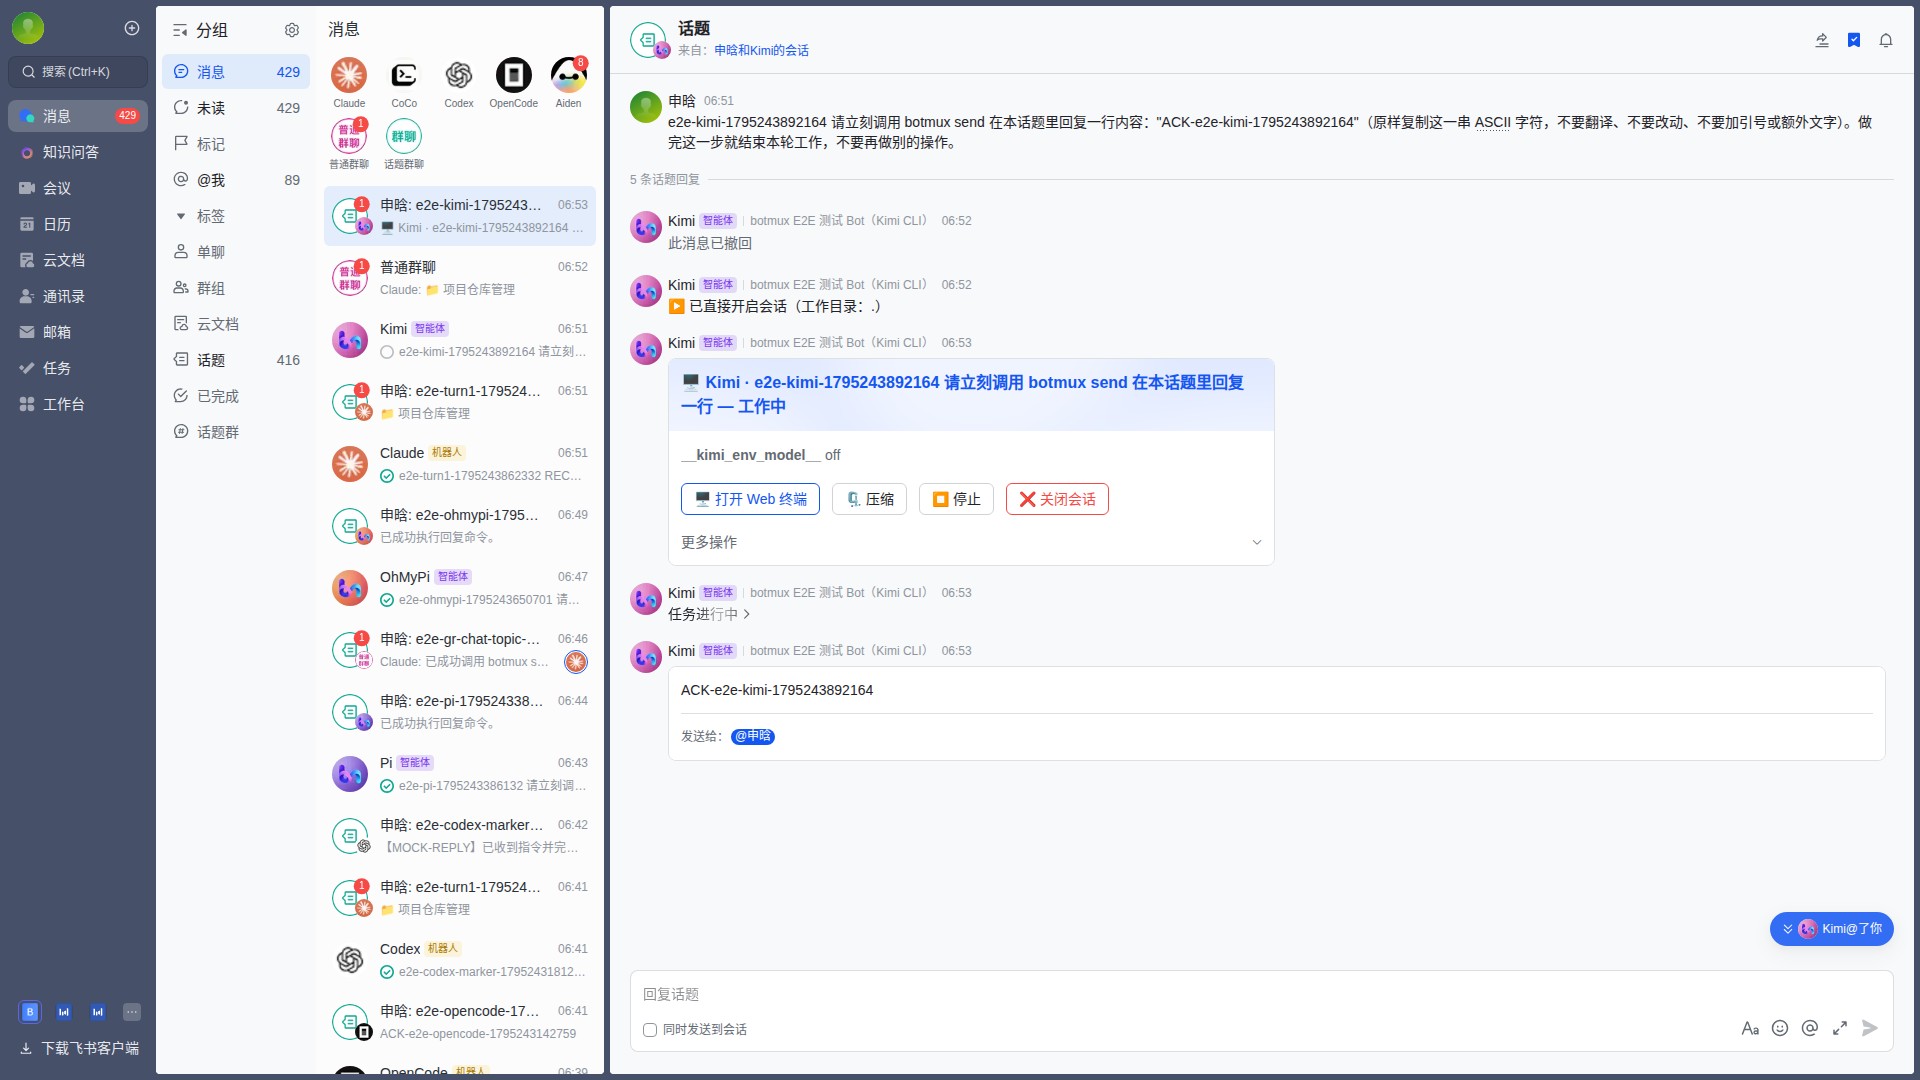 搜索 (Ctrl+K)
消息 429
知识问答
会议
日历
云文档
通讯录
邮箱
任务
工作台
下载飞书客户端
分组
消息 429
未读 429
标记
@我 89
标签
单聊
群组
云文档
话题 416
已完成
话题群
消息
Claude
CoCo
Codex
OpenCode
8
Aiden
1
普通群聊
群聊
话题群聊
申晗: e2e-kimi-1795243... 06:53
1
Kimi · e2e-kimi-1795243892164 ...
普通群聊 06:52
1
Claude: 📁 项目仓库管理
Kimi 智能体 06:51
e2e-kimi-1795243892164 请立刻...
申晗: e2e-turn1-179524... 06:51
1
📁 项目仓库管理
Claude 机器人 06:51
e2e-turn1-1795243862332 REC...
申晗: e2e-ohmypi-1795... 06:49
已成功执行回复命令。
OhMyPi 智能体 06:47
e2e-ohmypi-1795243650701 请...
申晗: e2e-gr-chat-topic-... 06:46
1
Claude: 已成功调用 botmux s...
申晗: e2e-pi-179524338... 06:44
已成功执行回复命令。
Pi 智能体 06:43
e2e-pi-1795243386132 请立刻调...
申晗: e2e-codex-marker... 06:42
【MOCK-REPLY】已收到指令并完...
申晗: e2e-turn1-179524... 06:41
1
📁 项目仓库管理
Codex 机器人 06:41
e2e-codex-marker-17952431812...
申晗: e2e-opencode-17... 06:41
ACK-e2e-opencode-1795243142759
OpenCode 机器人 06:39
话题
来自：申晗和Kimi的会话
申晗 06:51
e2e-kimi-1795243892164 请立刻调用 botmux send 在本话题里回复一行内容："ACK-e2e-kimi-1795243892164"（原样复制这一串 ASCII 字符，不要翻译、不要改动、不要加引号或额外文字）。做
完这一步就结束本轮工作，不要再做别的操作。
5 条话题回复
Kimi 智能体 botmux E2E 测试 Bot（Kimi CLI） 06:52
此消息已撤回
Kimi 智能体 botmux E2E 测试 Bot（Kimi CLI） 06:52
▶️ 已直接开启会话（工作目录：.）
Kimi 智能体 botmux E2E 测试 Bot（Kimi CLI） 06:53
🖥️ Kimi · e2e-kimi-1795243892164 请立刻调用 botmux send 在本话题里回复
一行 — 工作中
__kimi_env_model__ off
🖥️ 打开 Web 终端 🗜️ 压缩 ⏹️ 停止 ❌ 关闭会话
更多操作
Kimi 智能体 botmux E2E 测试 Bot（Kimi CLI） 06:53
任务进行中
Kimi 智能体 botmux E2E 测试 Bot（Kimi CLI） 06:53
ACK-e2e-kimi-1795243892164
发送给：@申晗
Kimi@了你
回复话题
同时发送到会话